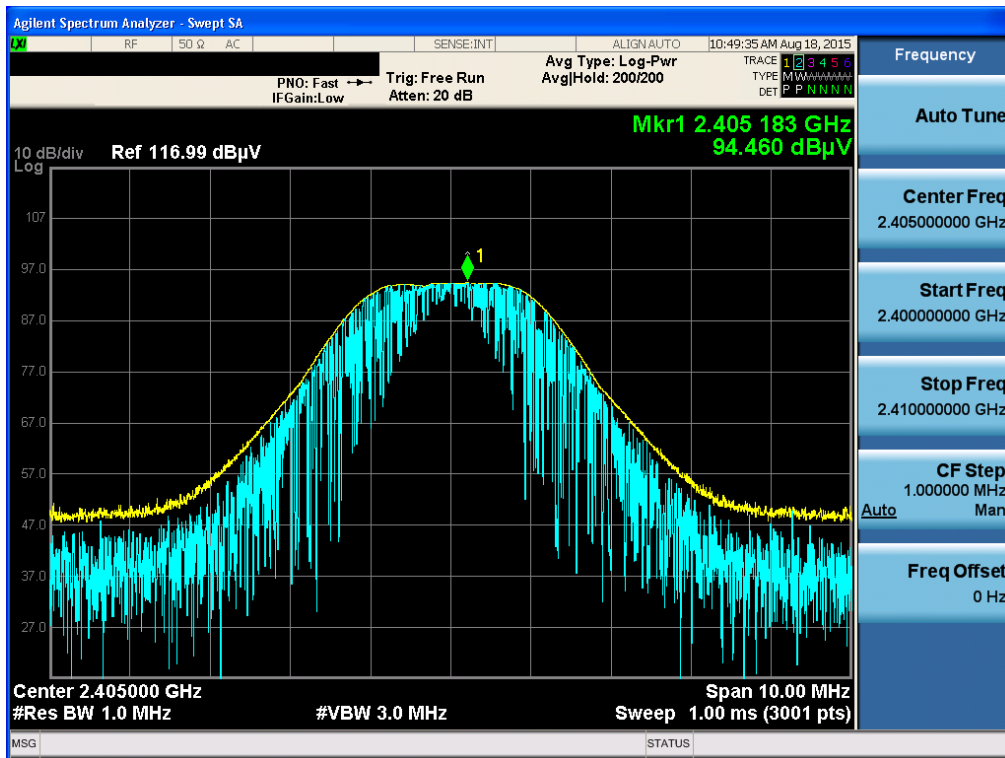 Agilent Spectrum Analyzer - Swept SA
LXI RF 50 Ω AC SENSE:INT ALIGN AUTO 10:49:35 AM Aug 18, 2015
PNO: Fast Trig: Free Run Avg Type: Log-Pwr TRACE 1 2 3 4 5 6
IFGain:Low Atten: 20 dB Avg|Hold: 200/200 TYPE M W W W W W
DET P P N N N N
Mkr1 2.405 183 GHz
94.460 dBµV
10 dB/div Ref 116.99 dBµV
Log
107
97.0
87.0
77.0
67.0
57.0
47.0
37.0
27.0
1
Center 2.405000 GHz Span 10.00 MHz
#Res BW 1.0 MHz #VBW 3.0 MHz Sweep 1.00 ms (3001 pts)
MSG STATUS
Frequency
Auto Tune
Center Freq
2.405000000 GHz
Start Freq
2.400000000 GHz
Stop Freq
2.410000000 GHz
CF Step
1.000000 MHz
Auto Man
Freq Offset
0 Hz